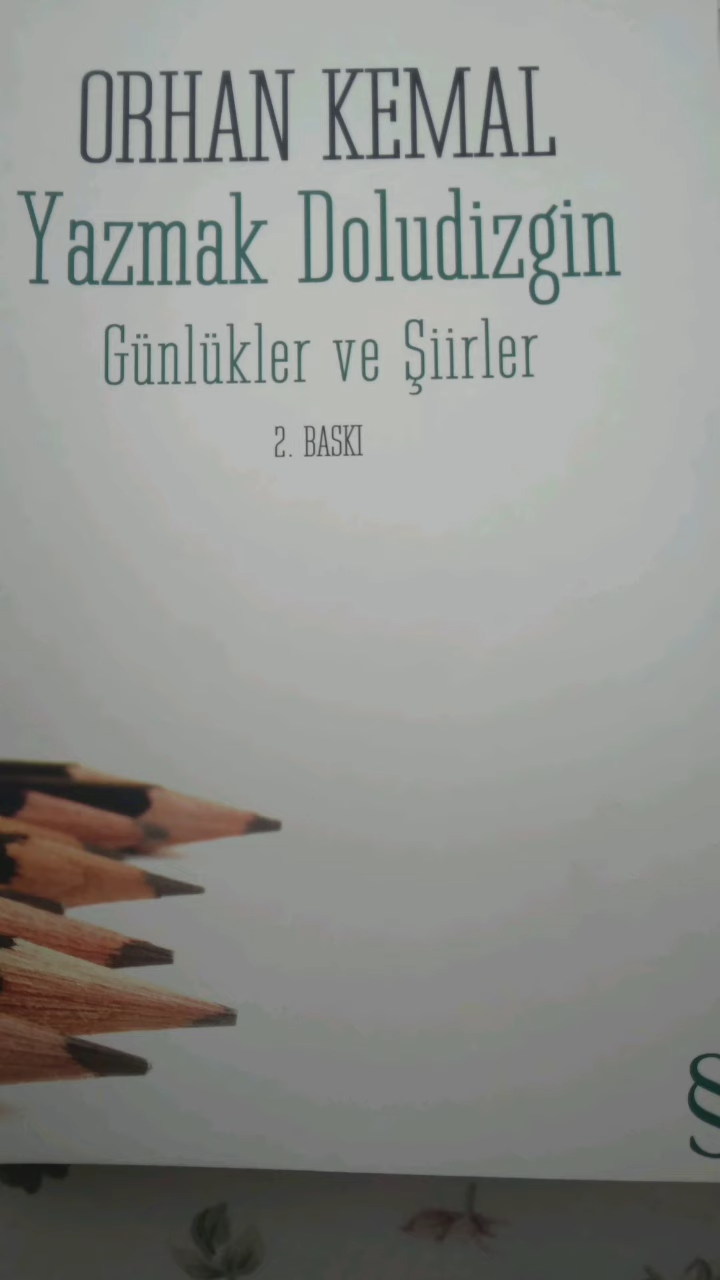 ORHAN KEMAL
Yazmak Doludizgin
Günlükler ve Şiirler
2. BASKI